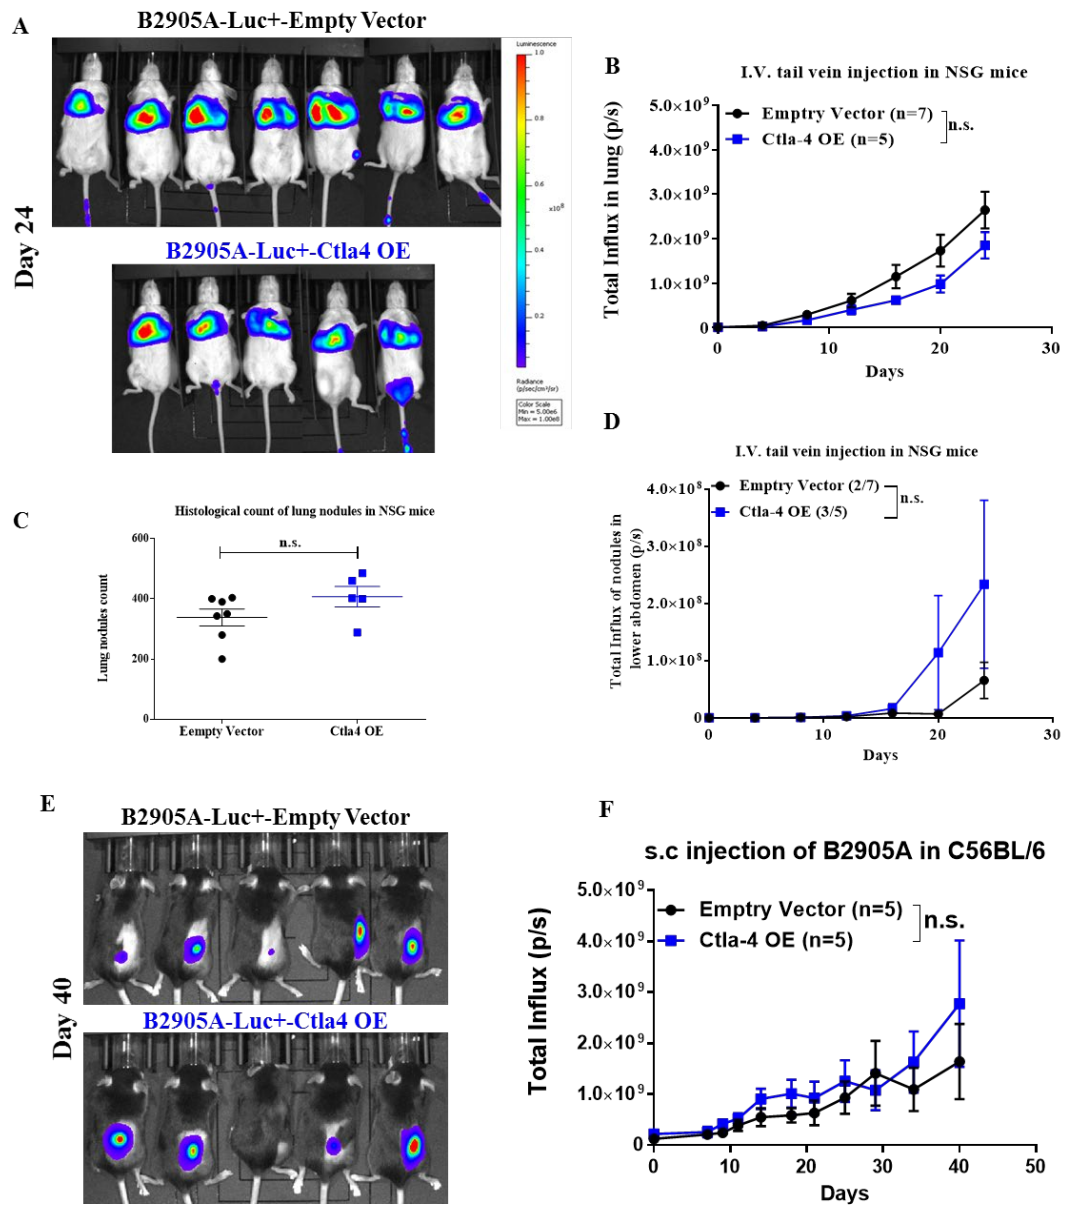 A
B2905A-Luc+-Empty Vector
Day 24
B2905A-Luc+-Ctla4 OE
Luminescence
1.0
0.8
0.6
x10⁸
0.4
0.2
Radiance
(p/sec/cm²/sr)
Color Scale
Min = 5.00e6
Max = 1.00e8
B
I.V. tail vein injection in NSG mice
Emptry Vector (n=7)
Ctla-4 OE (n=5)
n.s.
Total Influx in lung (p/s)
5.0×10⁹
4.0×10⁹
3.0×10⁹
2.0×10⁹
1.0×10⁹
0
0 10 20 30
Days
C
Histological count of lung nodules in NSG mice
n.s.
Lung nodules count
600
400
200
0
Eempty Vector Ctla4 OE
D
I.V. tail vein injection in NSG mice
Emptry Vector (2/7)
Ctla-4 OE (3/5)
n.s.
Total Influx of nodules in
lower abdomen (p/s)
4.0×10⁸
3.0×10⁸
2.0×10⁸
1.0×10⁸
0
0 10 20 30
Days
E
B2905A-Luc+-Empty Vector
Day 40
B2905A-Luc+-Ctla4 OE
F
s.c injection of B2905A in C56BL/6
Emptry Vector (n=5)
Ctla-4 OE (n=5)
n.s.
Total Influx (p/s)
5.0×10⁹
4.0×10⁹
3.0×10⁹
2.0×10⁹
1.0×10⁹
0
0 10 20 30 40 50
Days